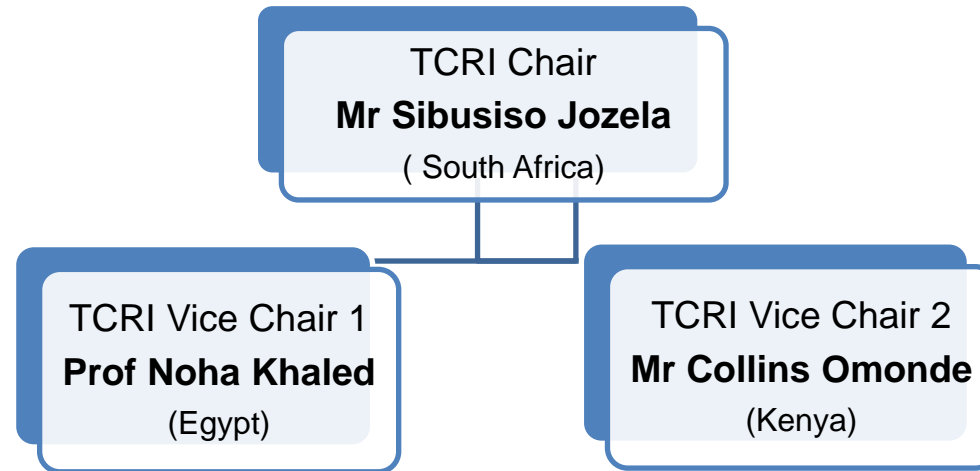 TCRI Chair
Mr Sibusiso Jozela
( South Africa)
TCRI Vice Chair 1
Prof Noha Khaled
(Egypt)
TCRI Vice Chair 2
Mr Collins Omonde
(Kenya)